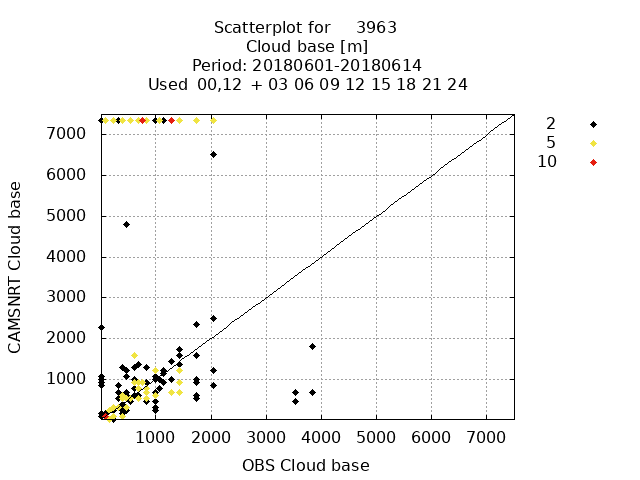 Scatterplot for 3963
Cloud base [m]
Period: 20180601-20180614
Used 00,12 + 03 06 09 12 15 18 21 24
2
5
10
7000
6000
5000
4000
3000
2000
1000
CAMSNRT Cloud base
1000 2000 3000 4000 5000 6000 7000
OBS Cloud base